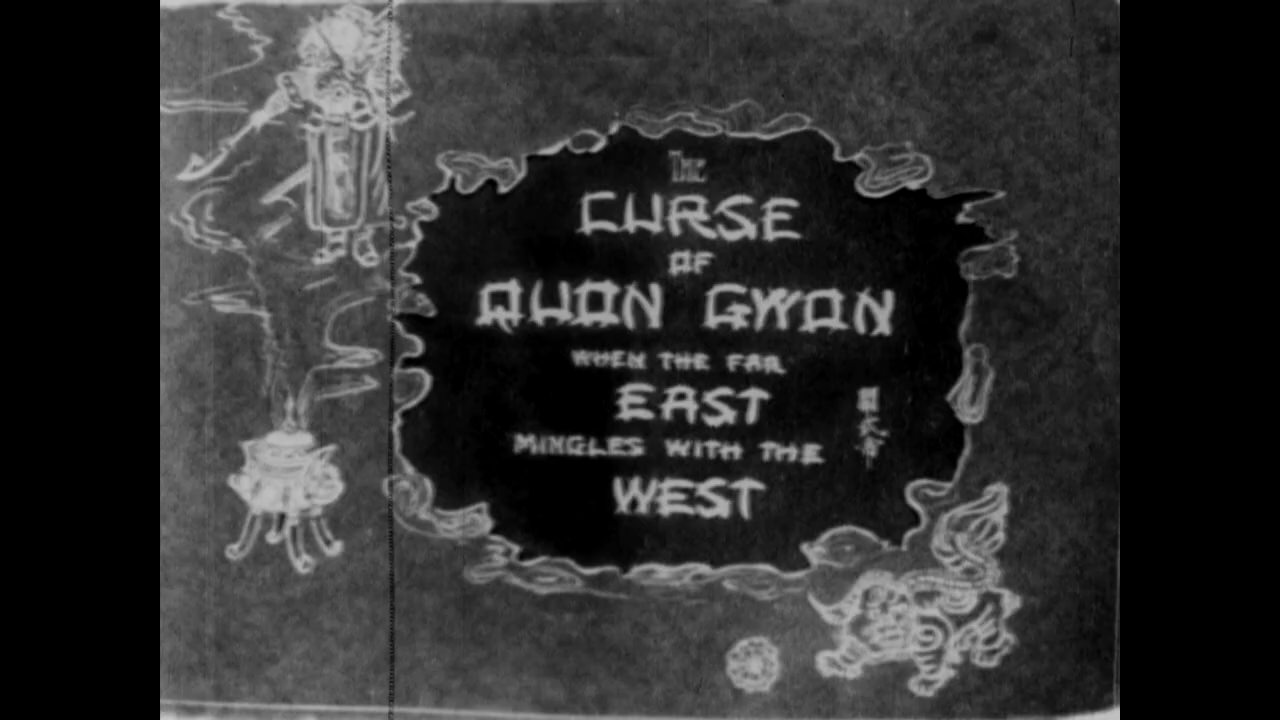 THE
CURSE
OF
QUON GWON
WHEN THE FAR
EAST
MINGLES WITH THE
WEST